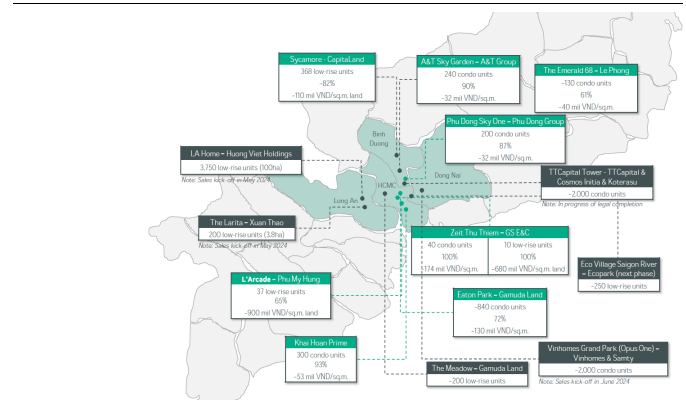 Sycamore - CapitaLand
368 low-rise units
~82%
~110 mil VND/sq.m. land
A&T Sky Garden – A&T Group
240 condo units
90%
~32 mil VND/sq.m.
The Emerald 68 – Le Phong
~130 condo units
61%
~40 mil VND/sq.m.
Phu Dong Sky One – Phu Dong Group
200 condo units
87%
~32 mil VND/sq.m.
Binh
Duong
Dong Nai
HCMC
Long An
LA Home – Huong Viet Holdings
3,750 low-rise units (100ha)
Note: Sales kick-off in May 2024
TTCapital Tower - TTCapital &
Cosmos Initia & Koterasu
~2,000 condo units
Note: In progress of legal completion
The Larita – Xuan Thao
200 low-rise units (3.8ha)
Note: Sales kick-off in May 2024
Zeit Thu Thiem – GS E&C
40 condo units
100%
~174 mil VND/sq.m.
10 low-rise units
100%
~680 mil VND/sq.m. land
Eco Village Saigon River
– Ecopark (next phase)
~250 low-rise units
L'Arcade – Phu My Hung
37 low-rise units
65%
~900 mil VND/sq.m. land
Eaton Park – Gamuda Land
~840 condo units
72%
~130 mil VND/sq.m.
Khai Hoan Prime
300 condo units
93%
~53 mil VND/sq.m.
The Meadow – Gamuda Land
~200 low-rise units
Vinhomes Grand Park (Opus One) –
Vinhomes & Samty
~2,000 condo units
Note: Sales kick-off in June 2024